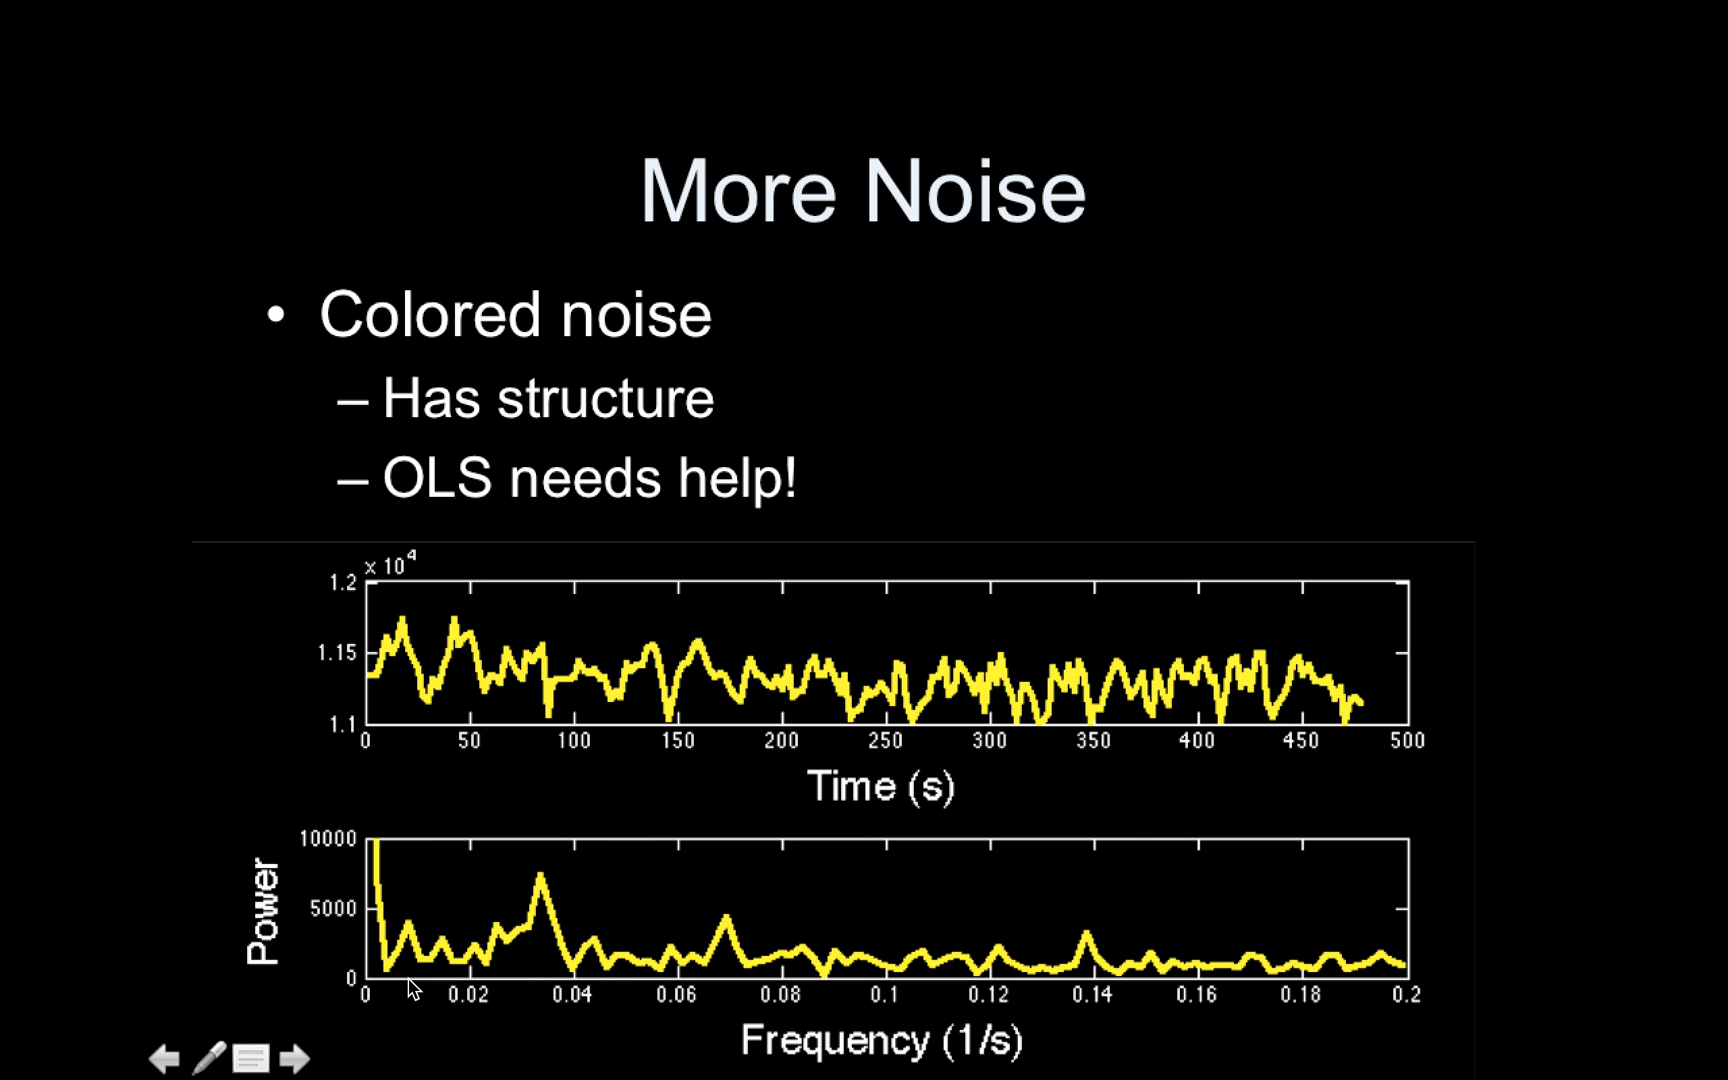 More Noise
• Colored noise
– Has structure
– OLS needs help!
x 10^4
1.2
1.15
1.1
0 50 100 150 200 250 300 350 400 450 500
Time (s)
Power
10000
5000
0
0 0.02 0.04 0.06 0.08 0.1 0.12 0.14 0.16 0.18 0.2
Frequency (1/s)